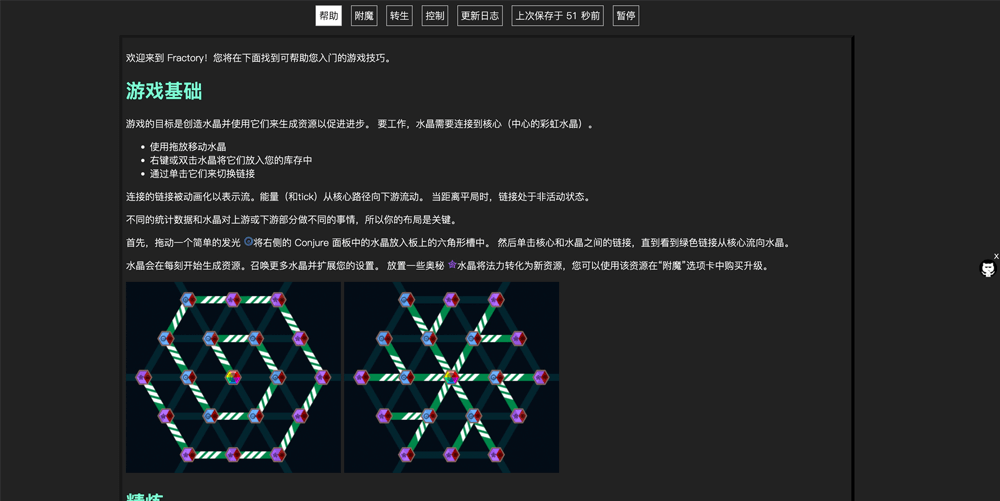 帮助 附魔 转生 控制 更新日志 上次保存于 51 秒前 暂停
欢迎来到 Fractory！您将在下面找到可帮助您入门的游戏技巧。
游戏基础
游戏的目标是创造水晶并使用它们来生成资源以促进进步。 要工作，水晶需要连接到核心（中心的彩虹水晶）。
使用拖放移动水晶
右键或双击水晶将它们放入您的库存中
通过单击它们来切换链接
连接的链接被动画化以表示流。能量（和tick）从核心路径向下游流动。 当距离平局时，链接处于非活动状态。
不同的统计数据和水晶对上游或下游部分做不同的事情，所以你的布局是关键。
首先，拖动一个简单的发光 将右侧的 Conjure 面板中的水晶放入板上的六角形槽中。 然后单击核心和水晶之间的链接，直到看到绿色链接从核心流向水晶。
x
水晶会在每刻开始生成资源。召唤更多水晶并扩展您的设置。 放置一些奥秘 水晶将法力转化为新资源，您可以使用该资源在“附魔”选项卡中购买升级。
精炼